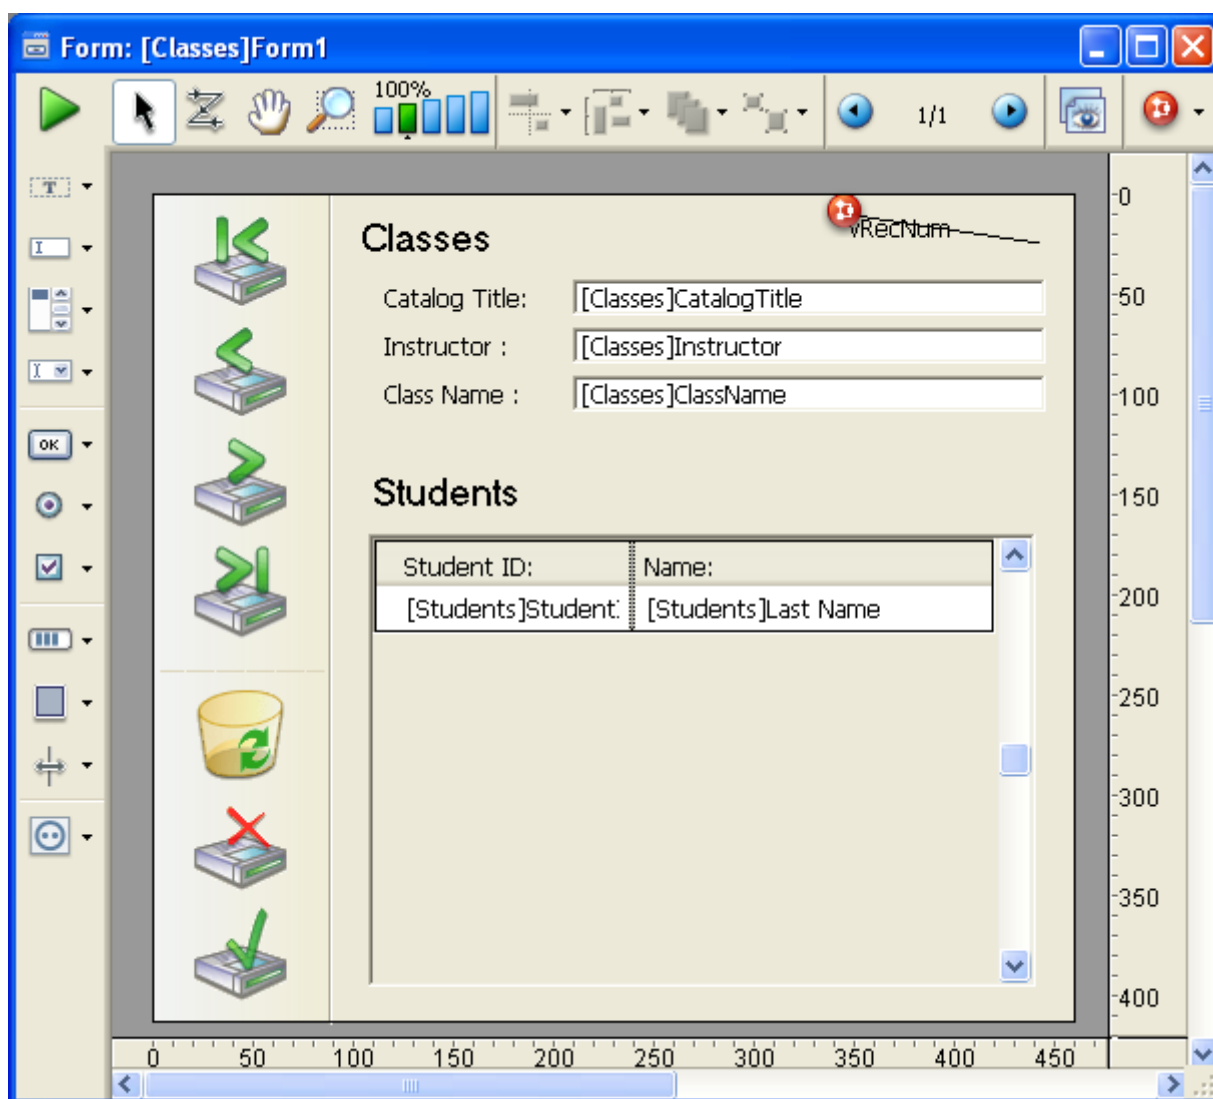 Form: [Classes]Form1
100%
1/1
T
I
I
OK
Classes
vRecNum
Catalog Title:
[Classes]CatalogTitle
Instructor :
[Classes]Instructor
Class Name :
[Classes]ClassName
Students
Student ID:
Name:
[Students]Student
[Students]Last Name
0
50
100
150
200
250
300
350
400
0
50
100
150
200
250
300
350
400
450